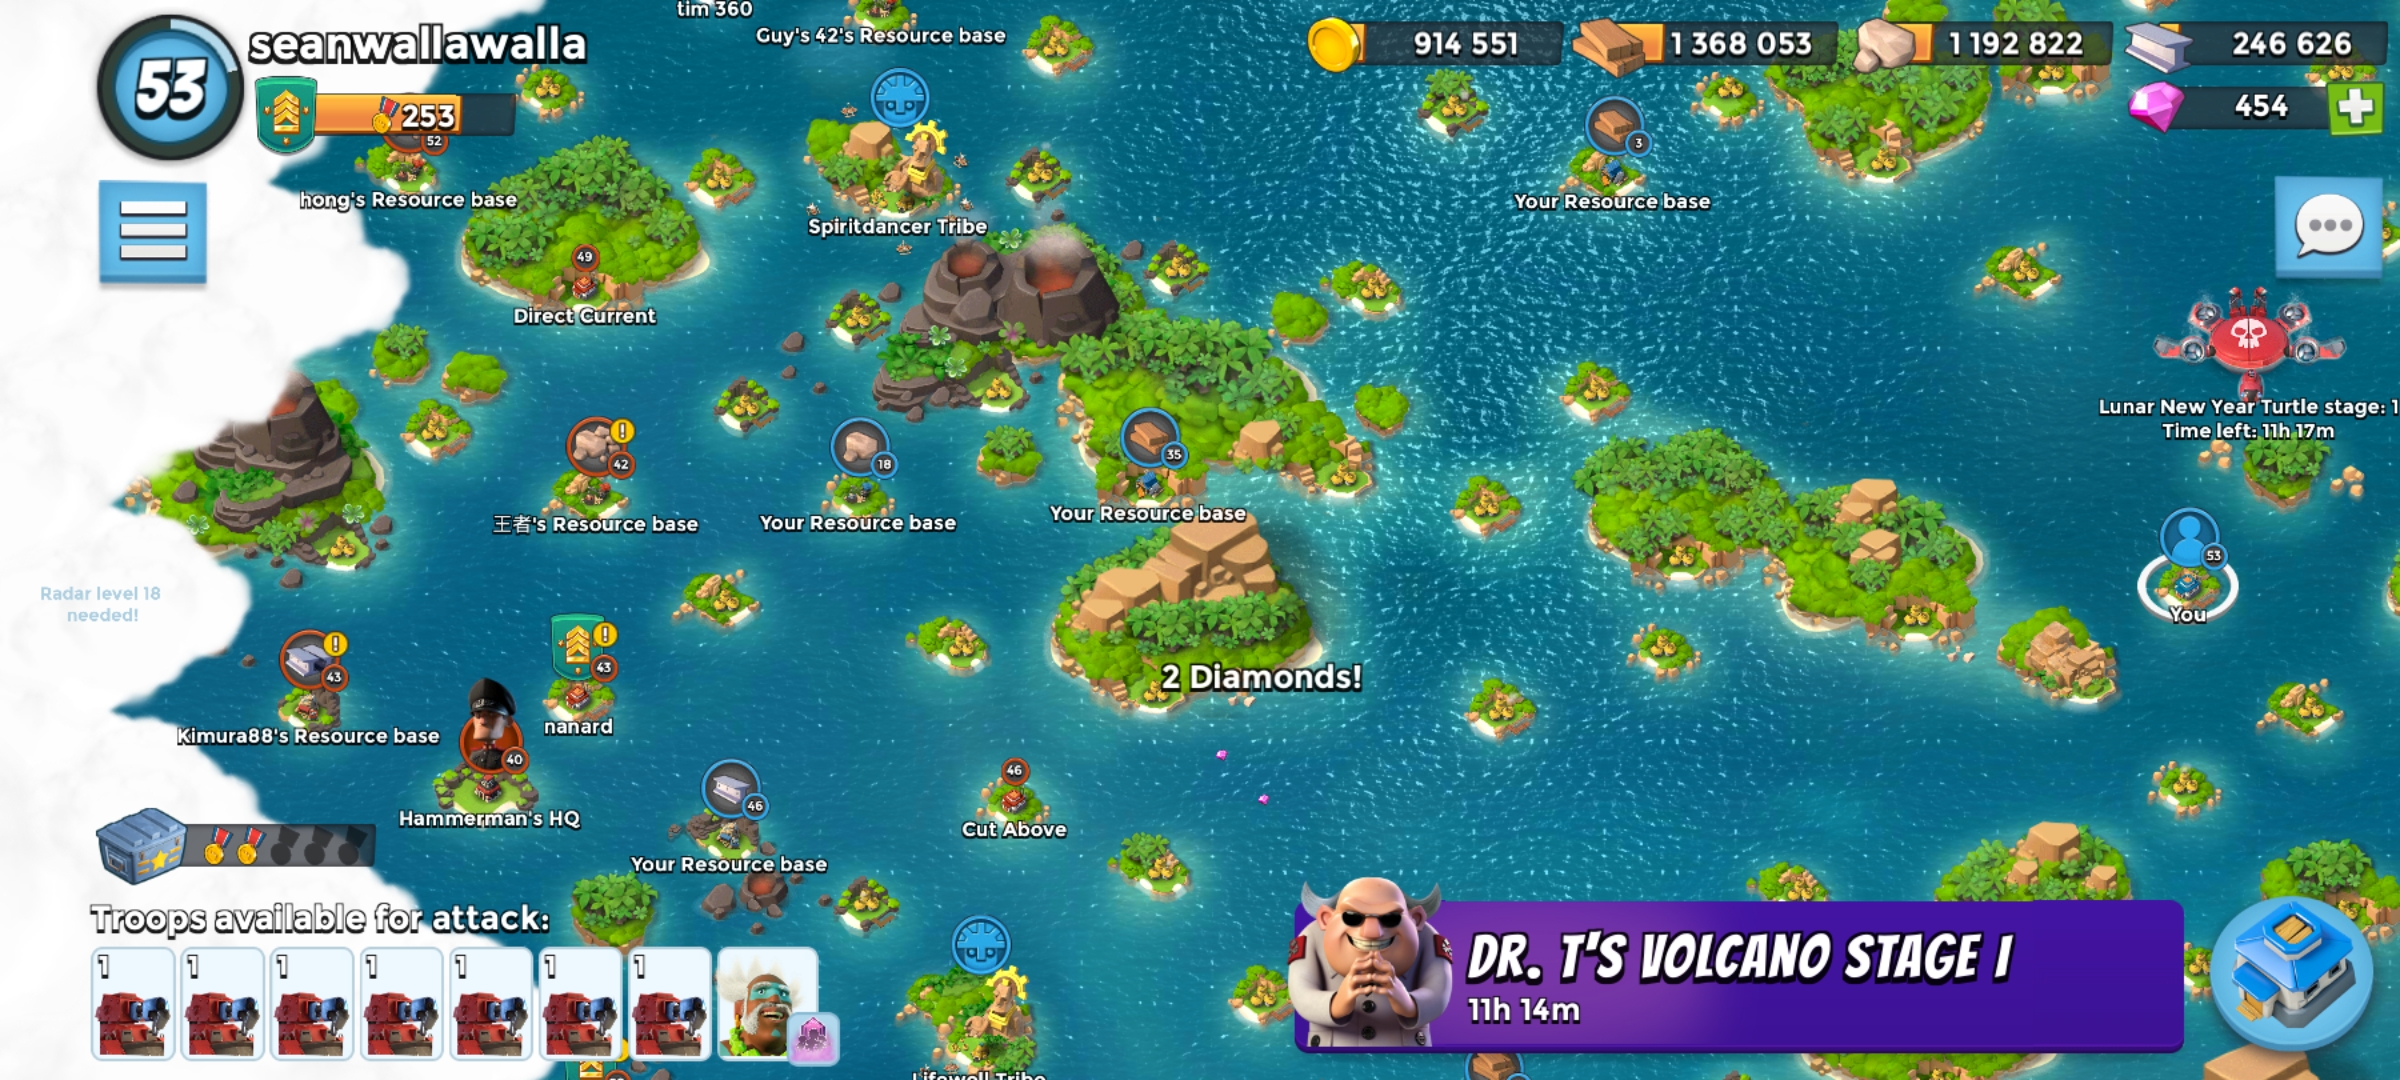 tim 360
seanwallawalla
Guy's 42's Resource base
914 551
1 368 053
1 192 822
246 626
53
253
454
52
3
hong's Resource base
Your Resource base
Spiritdancer Tribe
49
Direct Current
Lunar New Year Turtle stage: 1
Time left: 11h 17m
42
18
35
王者's Resource base
Your Resource base
Your Resource base
53
You
Radar level 18
needed!
43
43
2 Diamonds!
Kimura88's Resource base
nanard
40
46
46
Hammerman's HQ
Cut Above
Your Resource base
Troops available for attack:
1
1
1
1
1
1
1
DR. T'S VOLCANO STAGE I
11h 14m
Lifewell Tribe